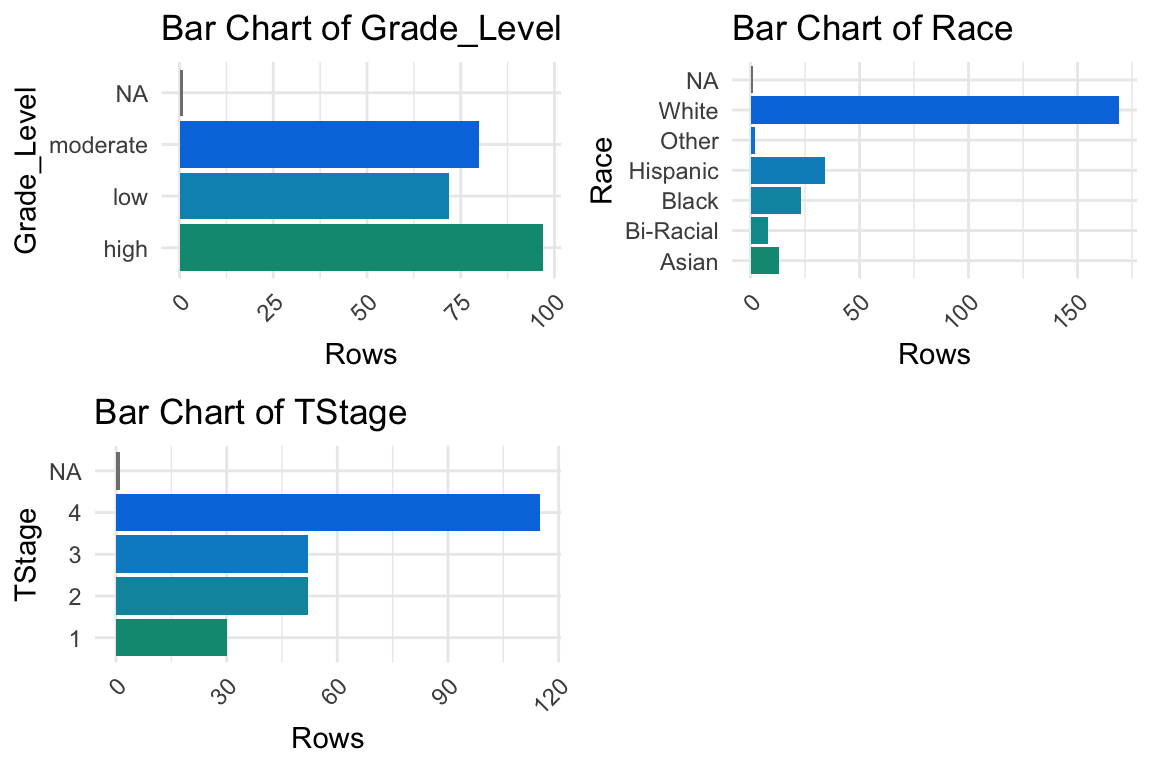 Bar Chart of Grade_Level
Grade_Level
NA
moderate
low
high
0 25 50 75 100
Rows
Bar Chart of Race
Race
NA
White
Other
Hispanic
Black
Bi-Racial
Asian
0 50 100 150
Rows
Bar Chart of TStage
TStage
NA
4
3
2
1
0 30 60 90 120
Rows